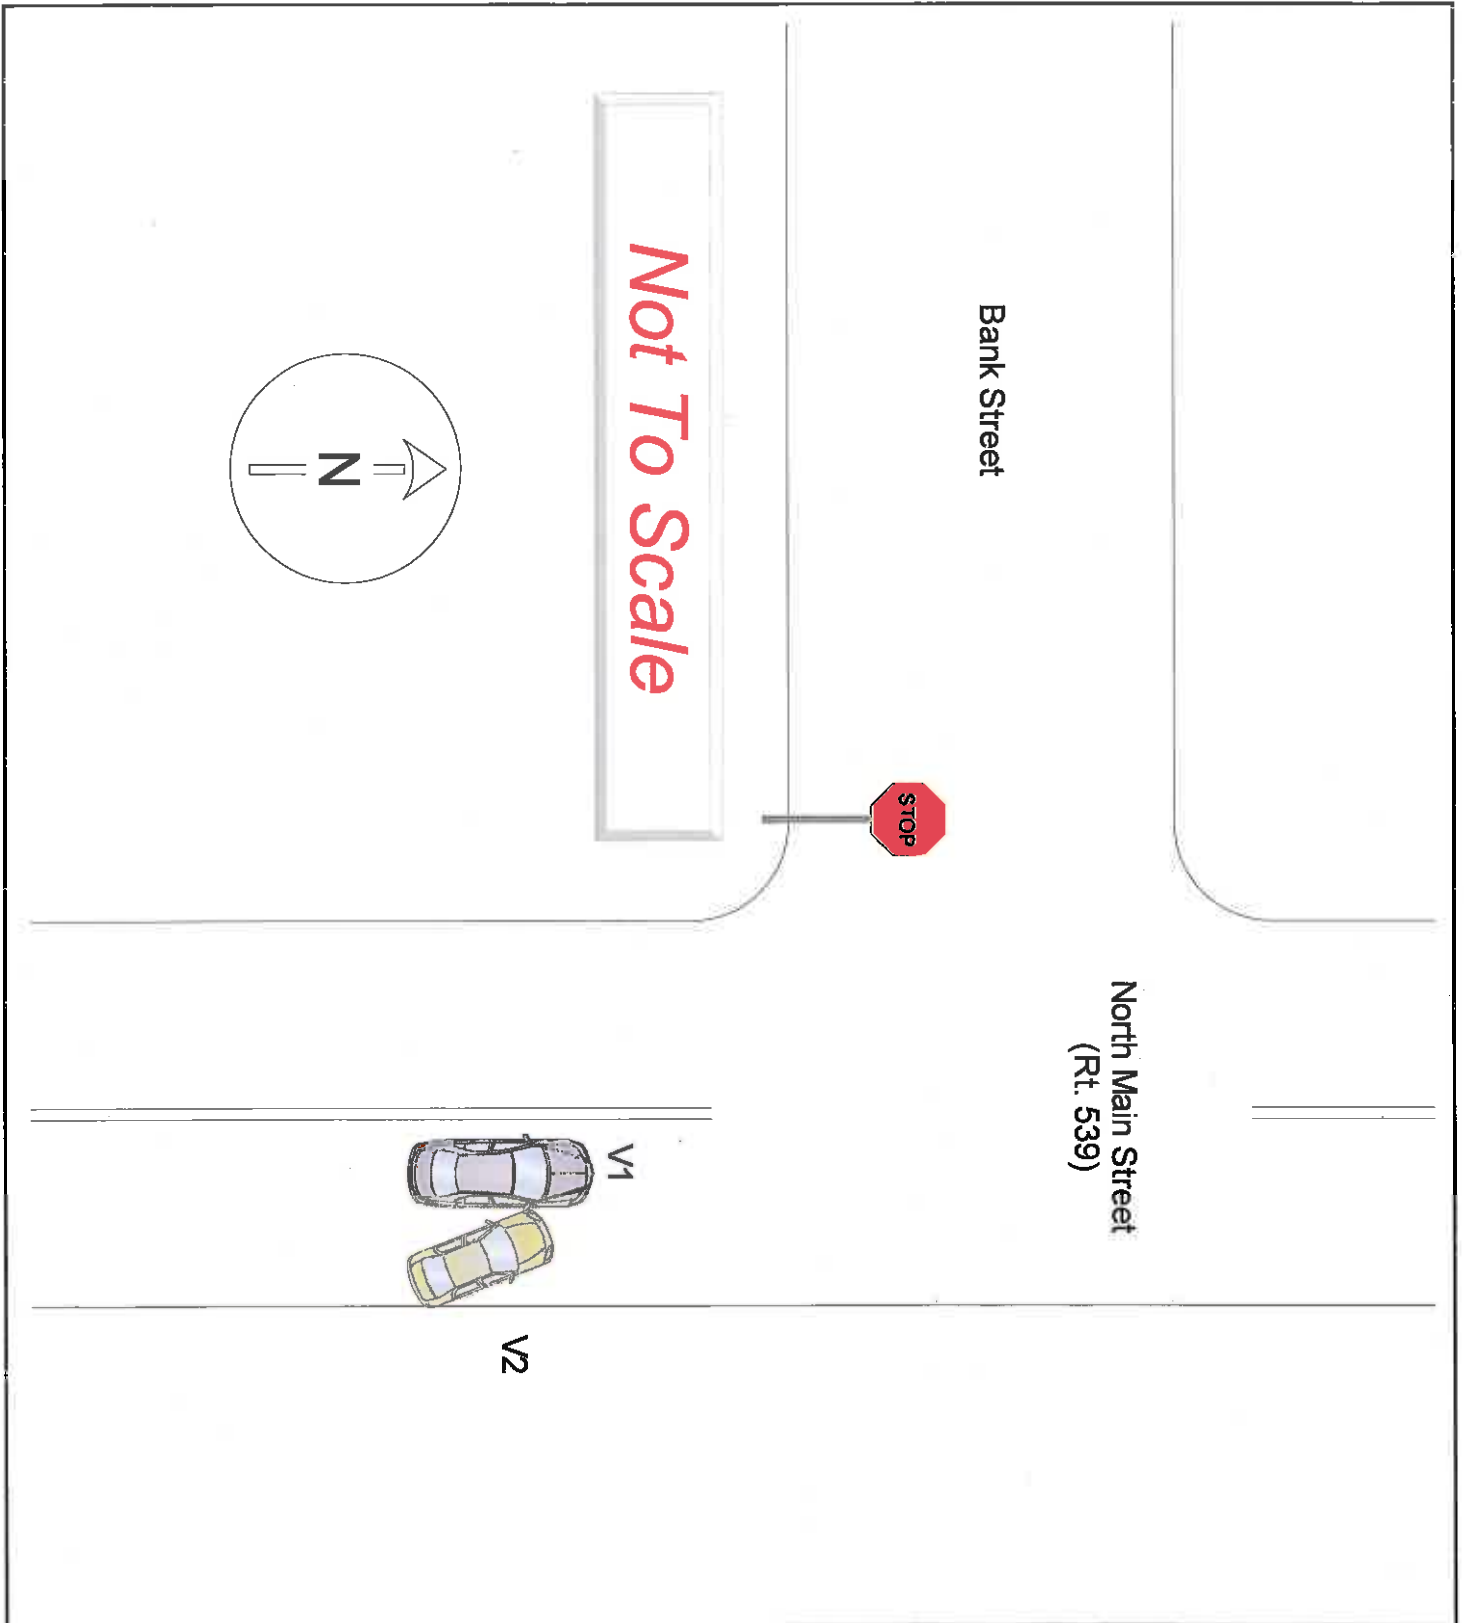 North Main Street
(Rt. 539)
Bank Street
STOP
Not To Scale
N
V1
V2